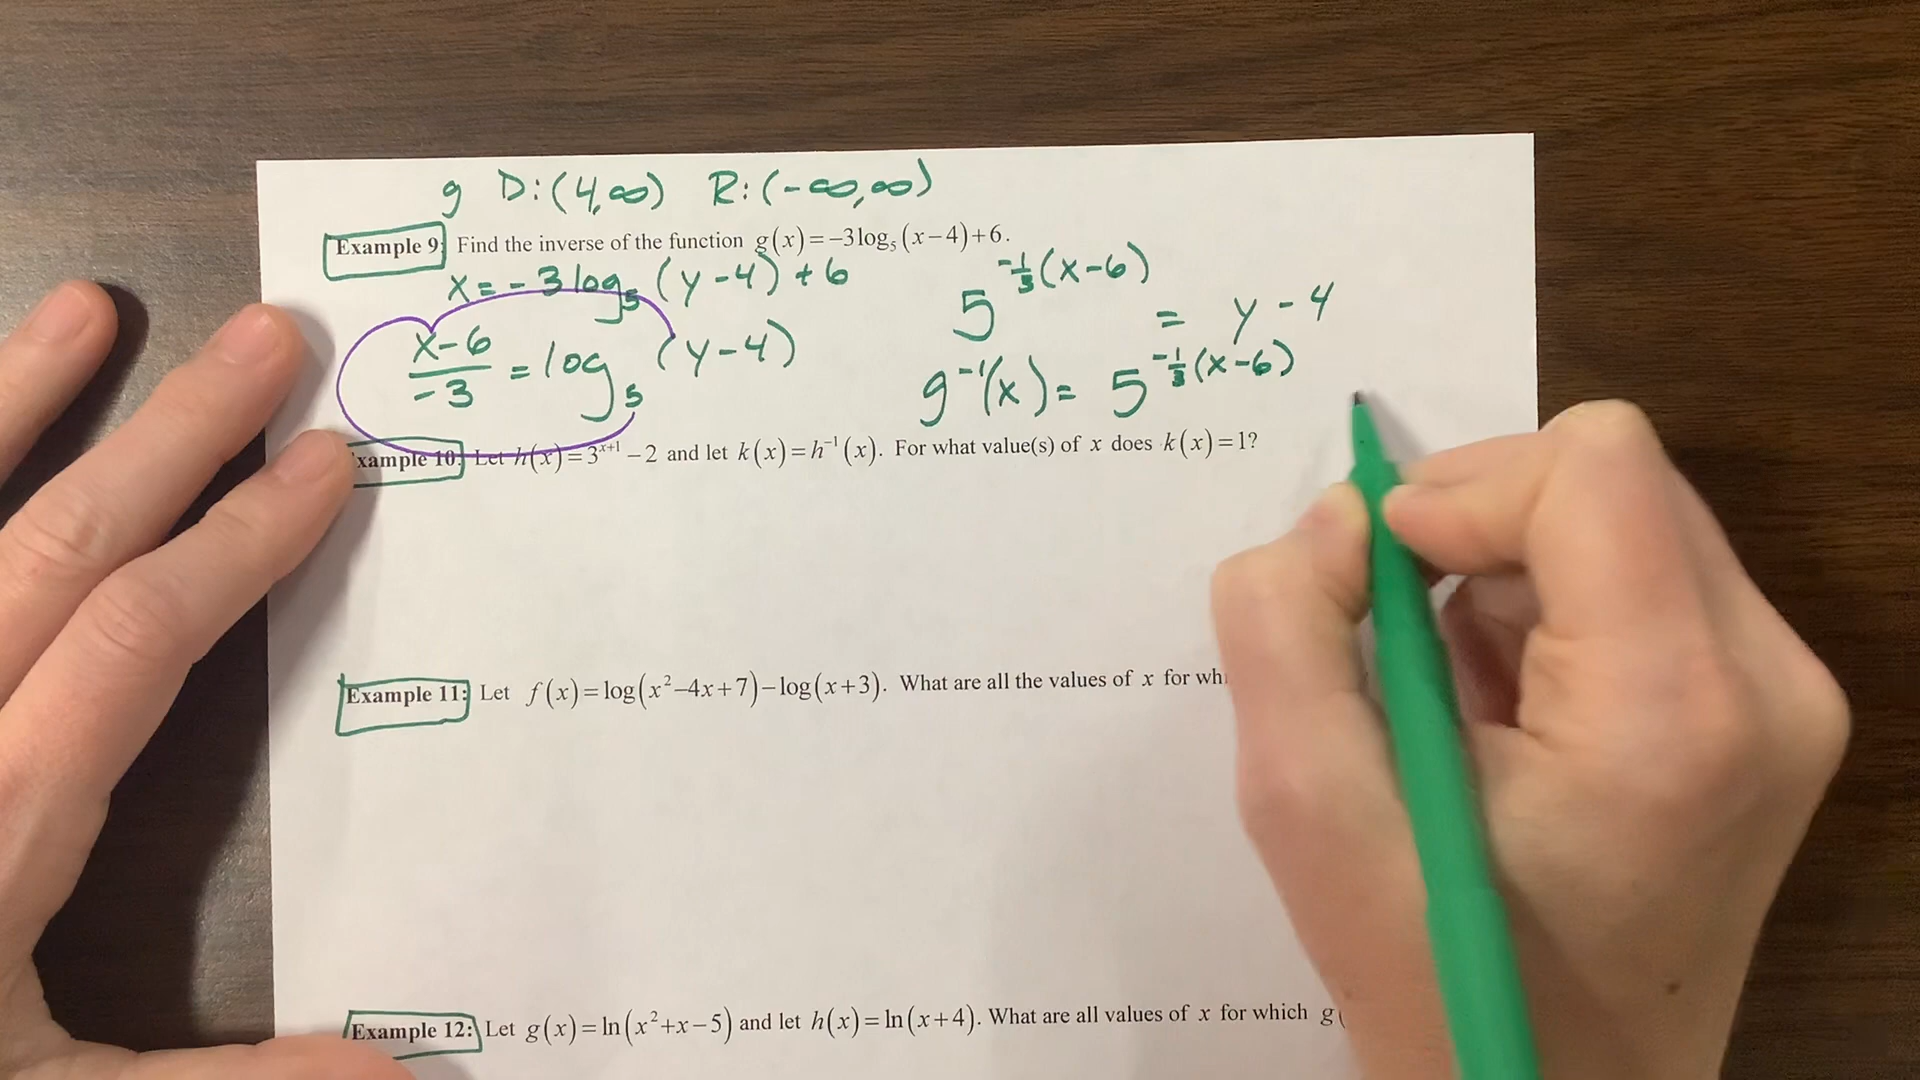 g D: (4,∞) R: (-∞,∞)
Example 9: Find the inverse of the function g(x)=−3log₅(x−4)+6.
x = -3 log₅ (y-4) + 6
(x-6)/-3 = log₅ (y-4)
5^(-1/3(x-6)) = y - 4
g⁻¹(x) = 5^(-1/3(x-6))
xample 10: Let h(x)=3^(x+1) −2 and let k(x)=h⁻¹(x). For what value(s) of x does k(x)=1?
Example 11: Let f(x)=log(x²−4x+7)−log(x+3). What are all the values of x for
Example 12: Let g(x)=ln(x²+x−5) and let h(x)=ln(x+4). What are all values of x for which g(